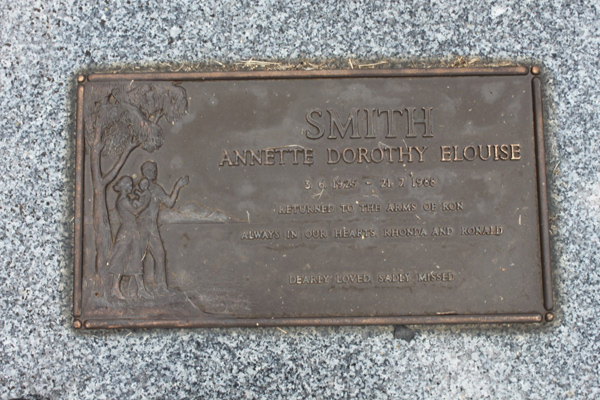 SMITH
ANNETTE DOROTHY ELOUISE
RETURNED TO THE ARMS OF RON
ALWAYS IN OUR HEARTS, RHONDA AND RONALD
DEARLY LOVED, SADLY MISSED